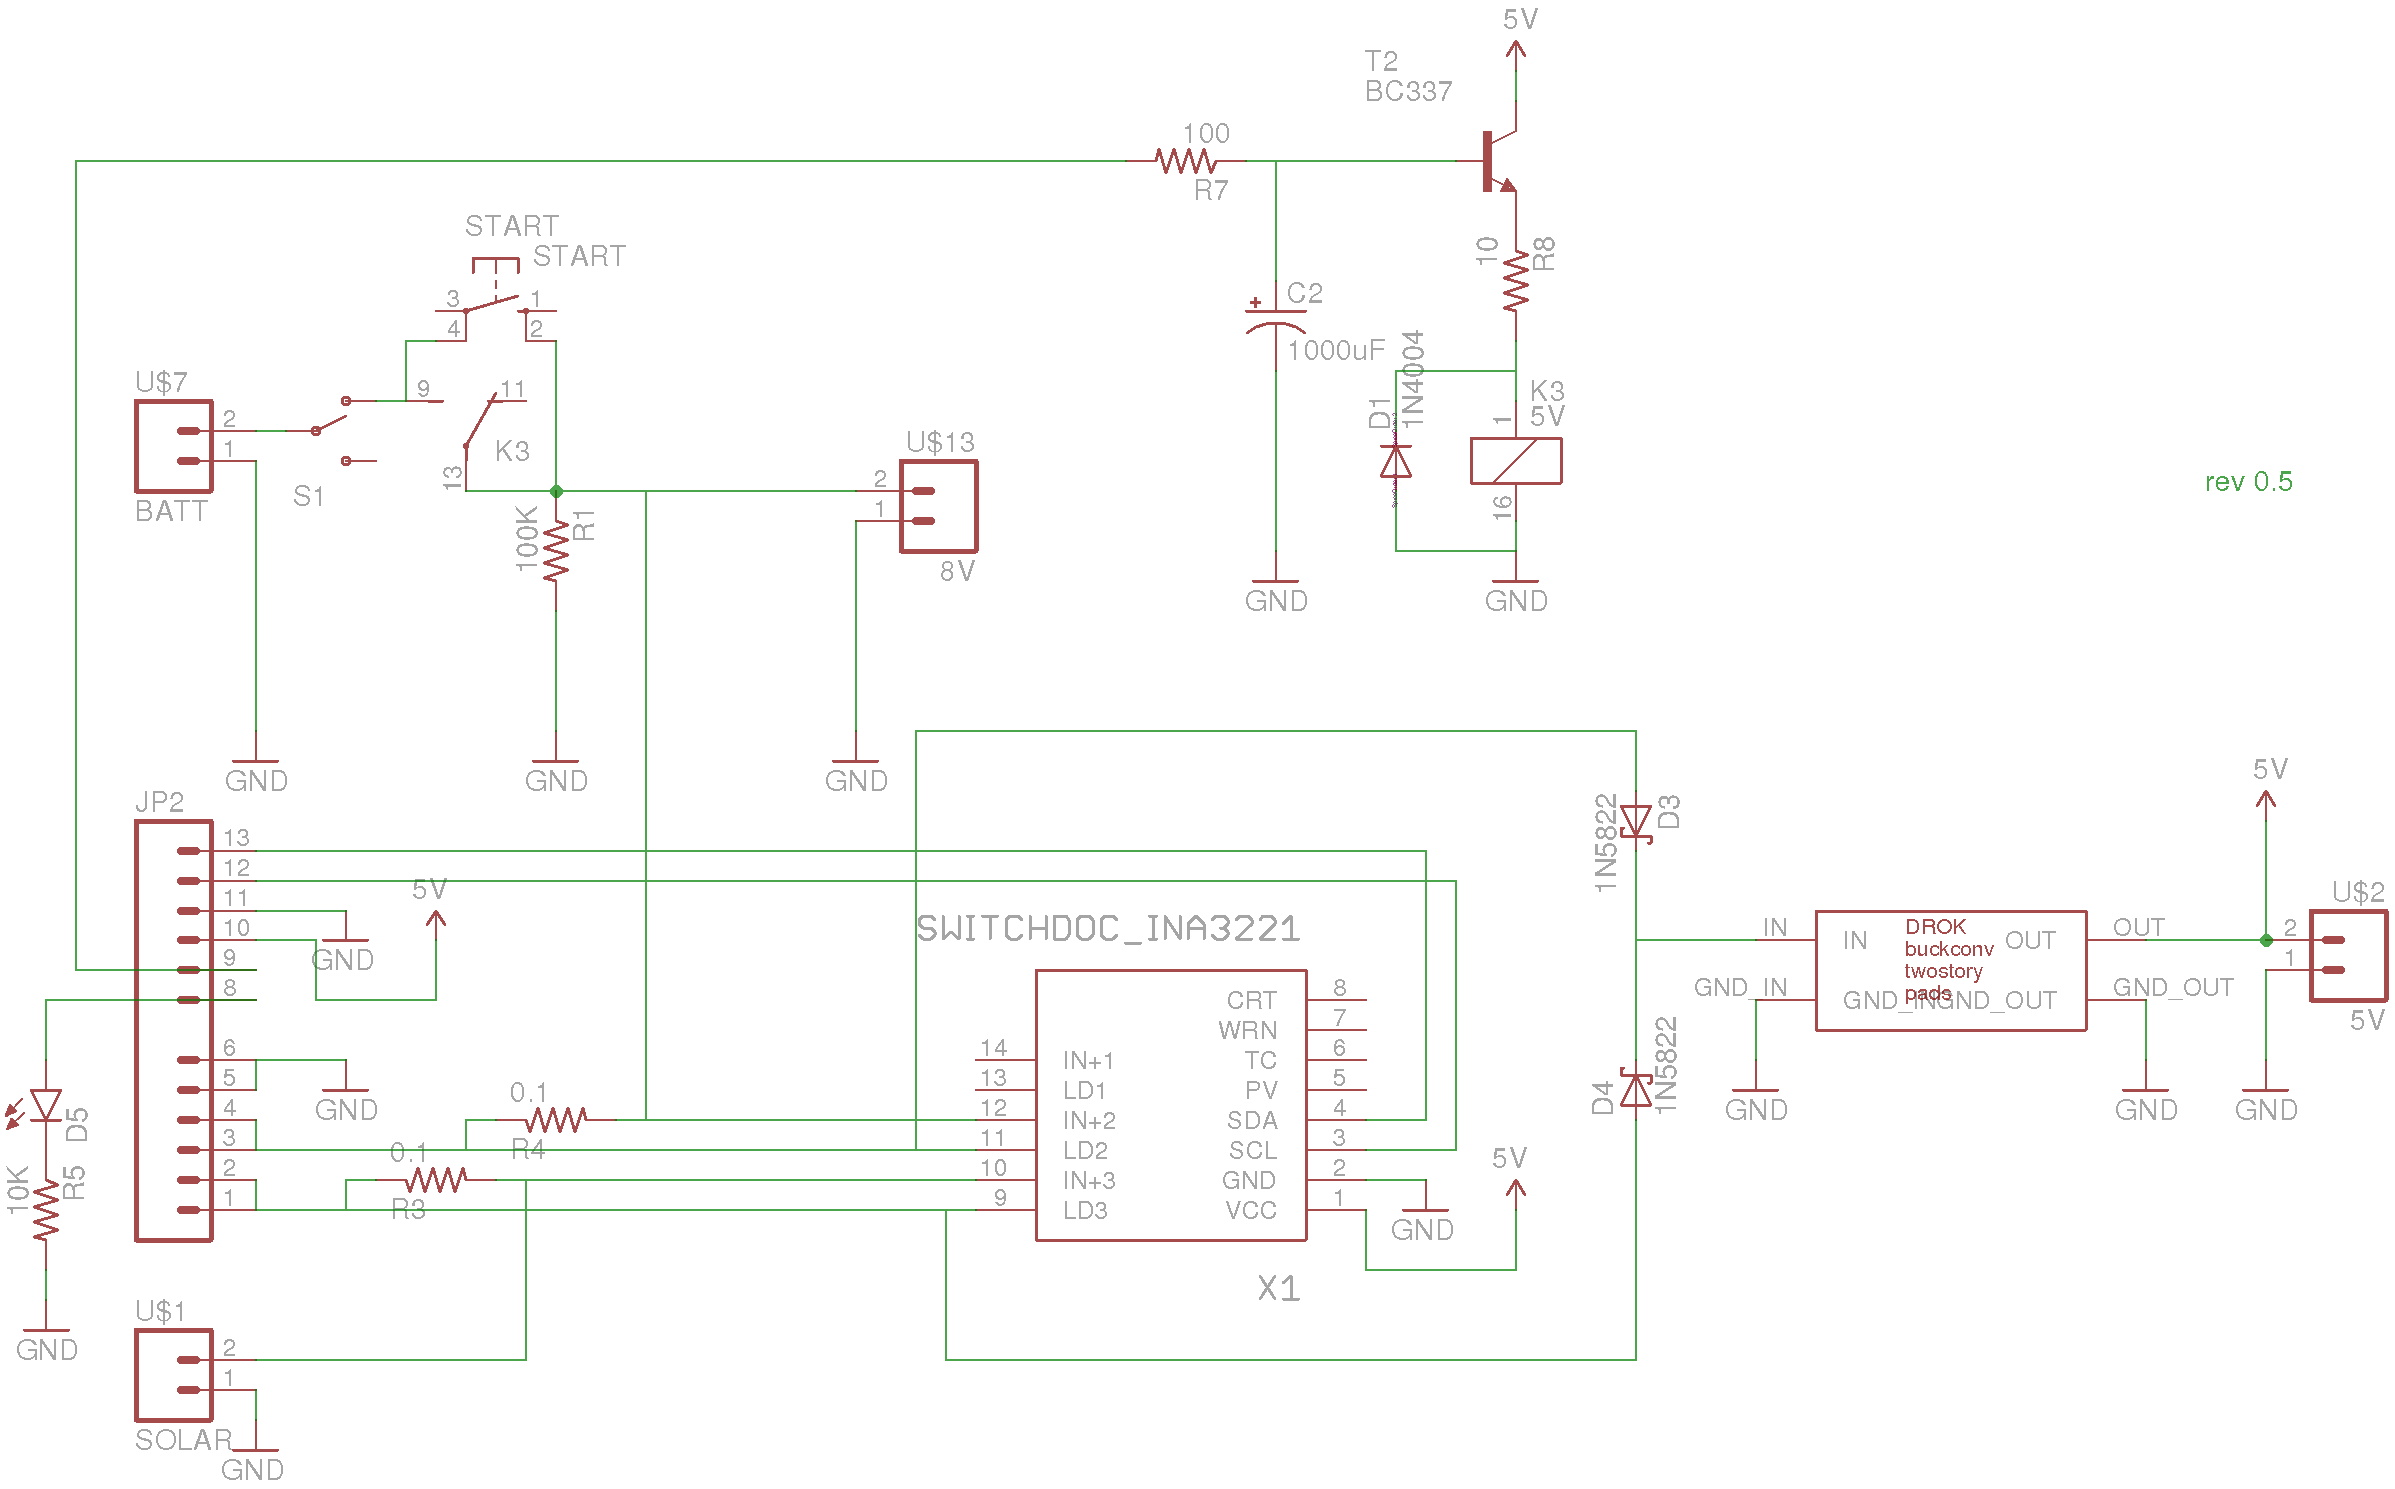 5V
T2
BC337
100
R7
START
START
3
1
4
2
10
R8
C2
1000uF
D1
1N4004
K3
5V
1
16
U$7
2
1
BATT
S1
9
11
K3
13
100K
R1
U$13
2
1
8V
rev 0.5
GND
GND
GND
GND
GND
JP2
13
12
11
10
9
8
6
5
4
3
2
1
5V
GND
GND
D5
10K
R5
GND
0.1
R4
0.1
R3
U$1
2
1
SOLAR
GND
SWITCHDOC_INA3221
14 IN+1
13 LD1
12 IN+2
11 LD2
10 IN+3
9 LD3
CRT 8
WRN 7
TC 6
PV 5
SDA 4
SCL 3
GND 2
VCC 1
X1
GND
5V
1N5822
D3
D4
1N5822
IN
GND_IN
IN
OUT
DROK
buckconv
twostory
pads
GND_IN
GND_OUT
OUT
GND_OUT
GND
GND
GND
5V
U$2
2
1
5V